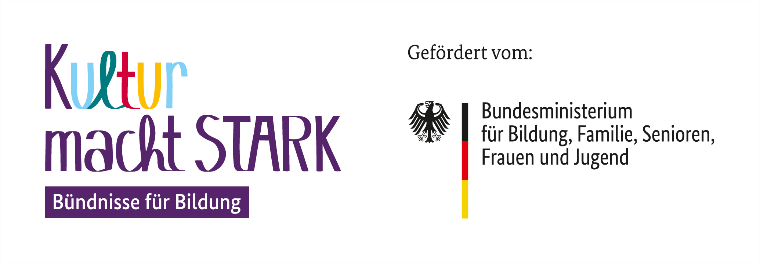 Kultur
macht STARK
Bündnisse für Bildung
Gefördert vom:
Bundesministerium
für Bildung, Familie, Senioren,
Frauen und Jugend